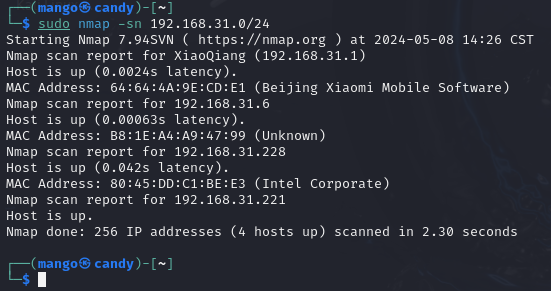 ┌──(mango㉿candy)-[~]
└─$ sudo nmap -sn 192.168.31.0/24
Starting Nmap 7.94SVN ( https://nmap.org ) at 2024-05-08 14:26 CST
Nmap scan report for XiaoQiang (192.168.31.1)
Host is up (0.0024s latency).
MAC Address: 64:64:4A:9E:CD:E1 (Beijing Xiaomi Mobile Software)
Nmap scan report for 192.168.31.6
Host is up (0.00063s latency).
MAC Address: B8:1E:A4:A9:47:99 (Unknown)
Nmap scan report for 192.168.31.228
Host is up (0.042s latency).
MAC Address: 80:45:DD:C1:BE:E3 (Intel Corporate)
Nmap scan report for 192.168.31.221
Host is up.
Nmap done: 256 IP addresses (4 hosts up) scanned in 2.30 seconds
┌──(mango㉿candy)-[~]
└─$